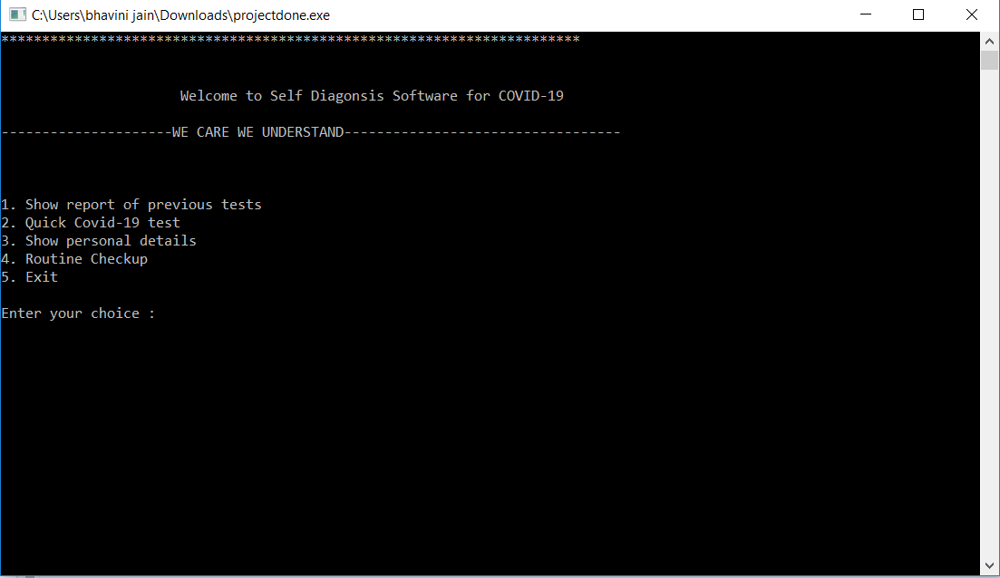 C:\Users\bhavini jain\Downloads\projectdone.exe
***********************************************************************
Welcome to Self Diagonsis Software for COVID-19
---------------------WE CARE WE UNDERSTAND----------------------------------
1. Show report of previous tests
2. Quick Covid-19 test
3. Show personal details
4. Routine Checkup
5. Exit
Enter your choice :